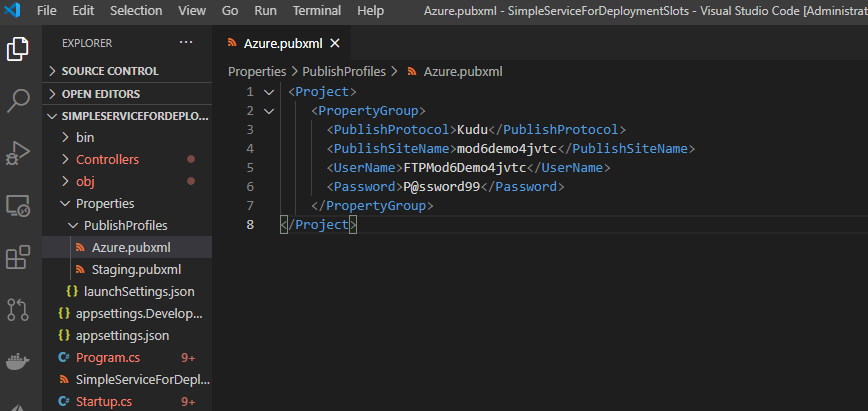 File Edit Selection View Go Run Terminal Help Azure.pubxml - SimpleServiceForDeploymentSlots - Visual Studio Code [Administrat
EXPLORER ···
SOURCE CONTROL
OPEN EDITORS
SIMPLESERVICEFORDEPLO...
bin
Controllers
obj
Properties
PublishProfiles
Azure.pubxml
Staging.pubxml
launchSettings.json
appsettings.Develop...
appsettings.json
Program.cs 9+
SimpleServiceForDepl...
Startup.cs 9+
Azure.pubxml
Properties > PublishProfiles > Azure.pubxml
1 <Project>
2 <PropertyGroup>
3 <PublishProtocol>Kudu</PublishProtocol>
4 <PublishSiteName>mod6demo4jvtc</PublishSiteName>
5 <UserName>FTPMod6Demo4jvtc</UserName>
6 <Password>P@ssword99</Password>
7 </PropertyGroup>
8 </Project>